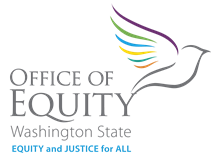 OFFICE OF
EQUITY
Washington State
EQUITY and JUSTICE for ALL